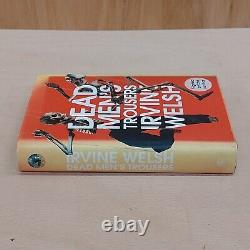 DEAD
MEN'S
TROUSERS
IRVINE
WELSH
IRVINE WELSH
DEAD MEN'S TROUSERS